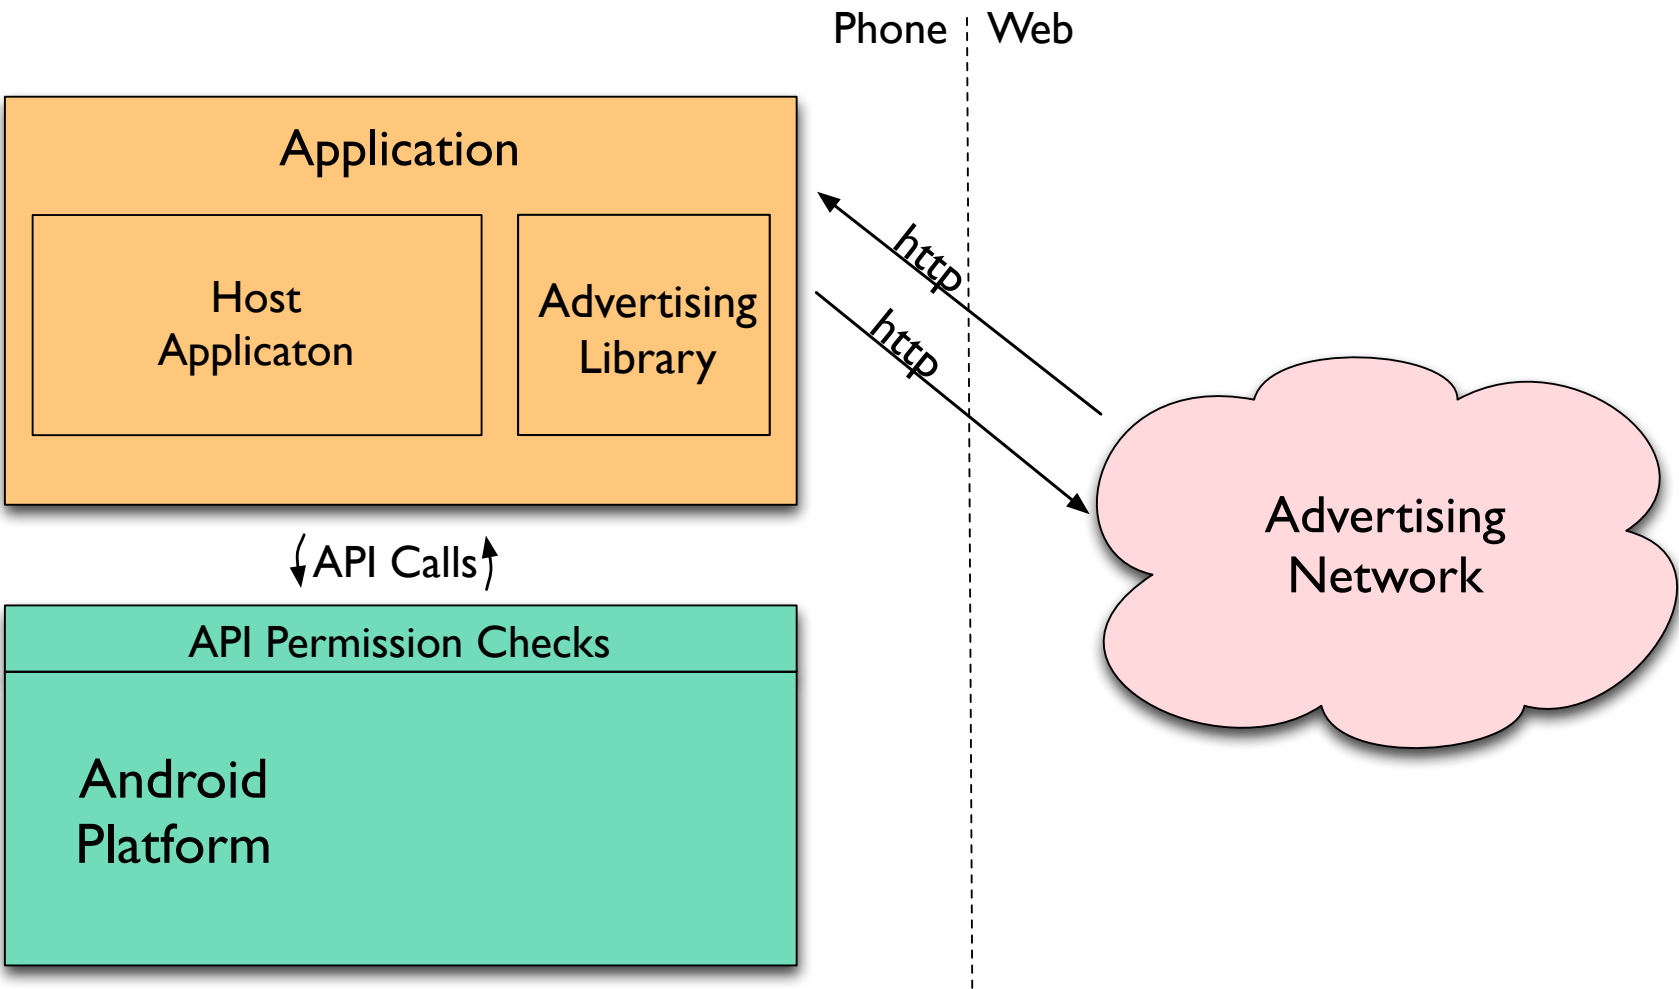 Phone
Web
Application
Host
Applicaton
Advertising
Library
http
http
Advertising
Network
API Calls
API Permission Checks
Android
Platform